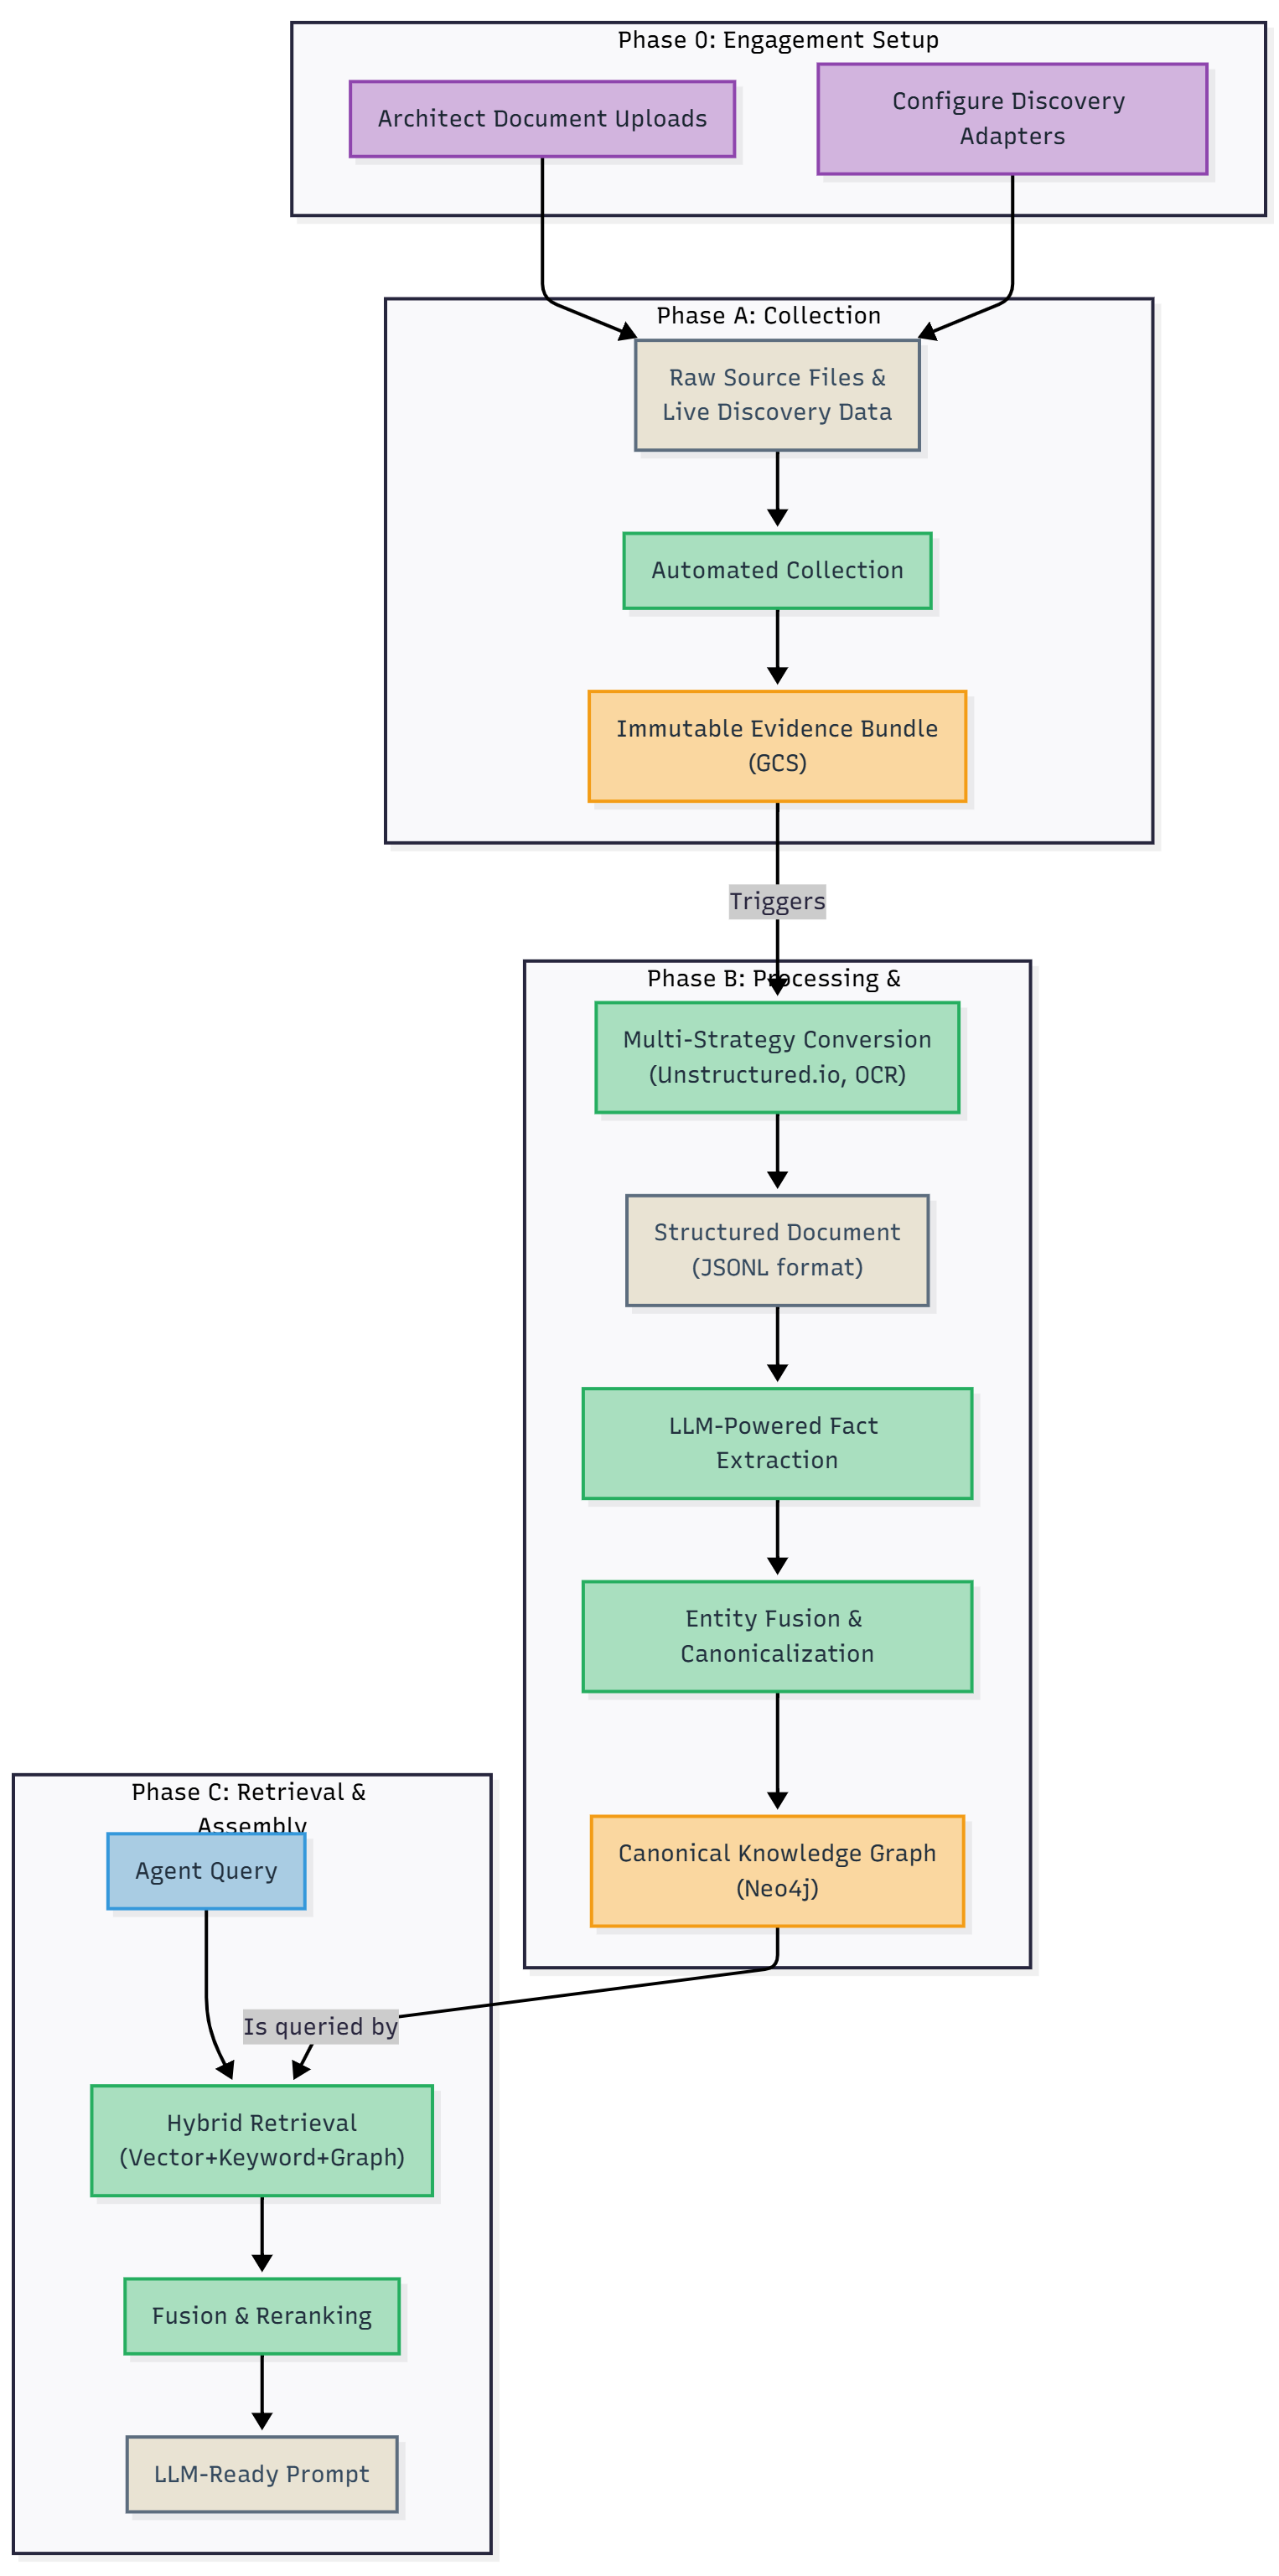 Phase 0: Engagement Setup
Architect Document Uploads
Configure Discovery
Adapters
Phase A: Collection
Raw Source Files &
Live Discovery Data
Automated Collection
Immutable Evidence Bundle
(GCS)
Triggers
Phase B: Processing &
Multi-Strategy Conversion
(Unstructured.io, OCR)
Structured Document
(JSONL format)
LLM-Powered Fact
Extraction
Entity Fusion &
Canonicalization
Canonical Knowledge Graph
(Neo4j)
Phase C: Retrieval &
Assembly
Agent Query
Is queried by
Hybrid Retrieval
(Vector+Keyword+Graph)
Fusion & Reranking
LLM-Ready Prompt